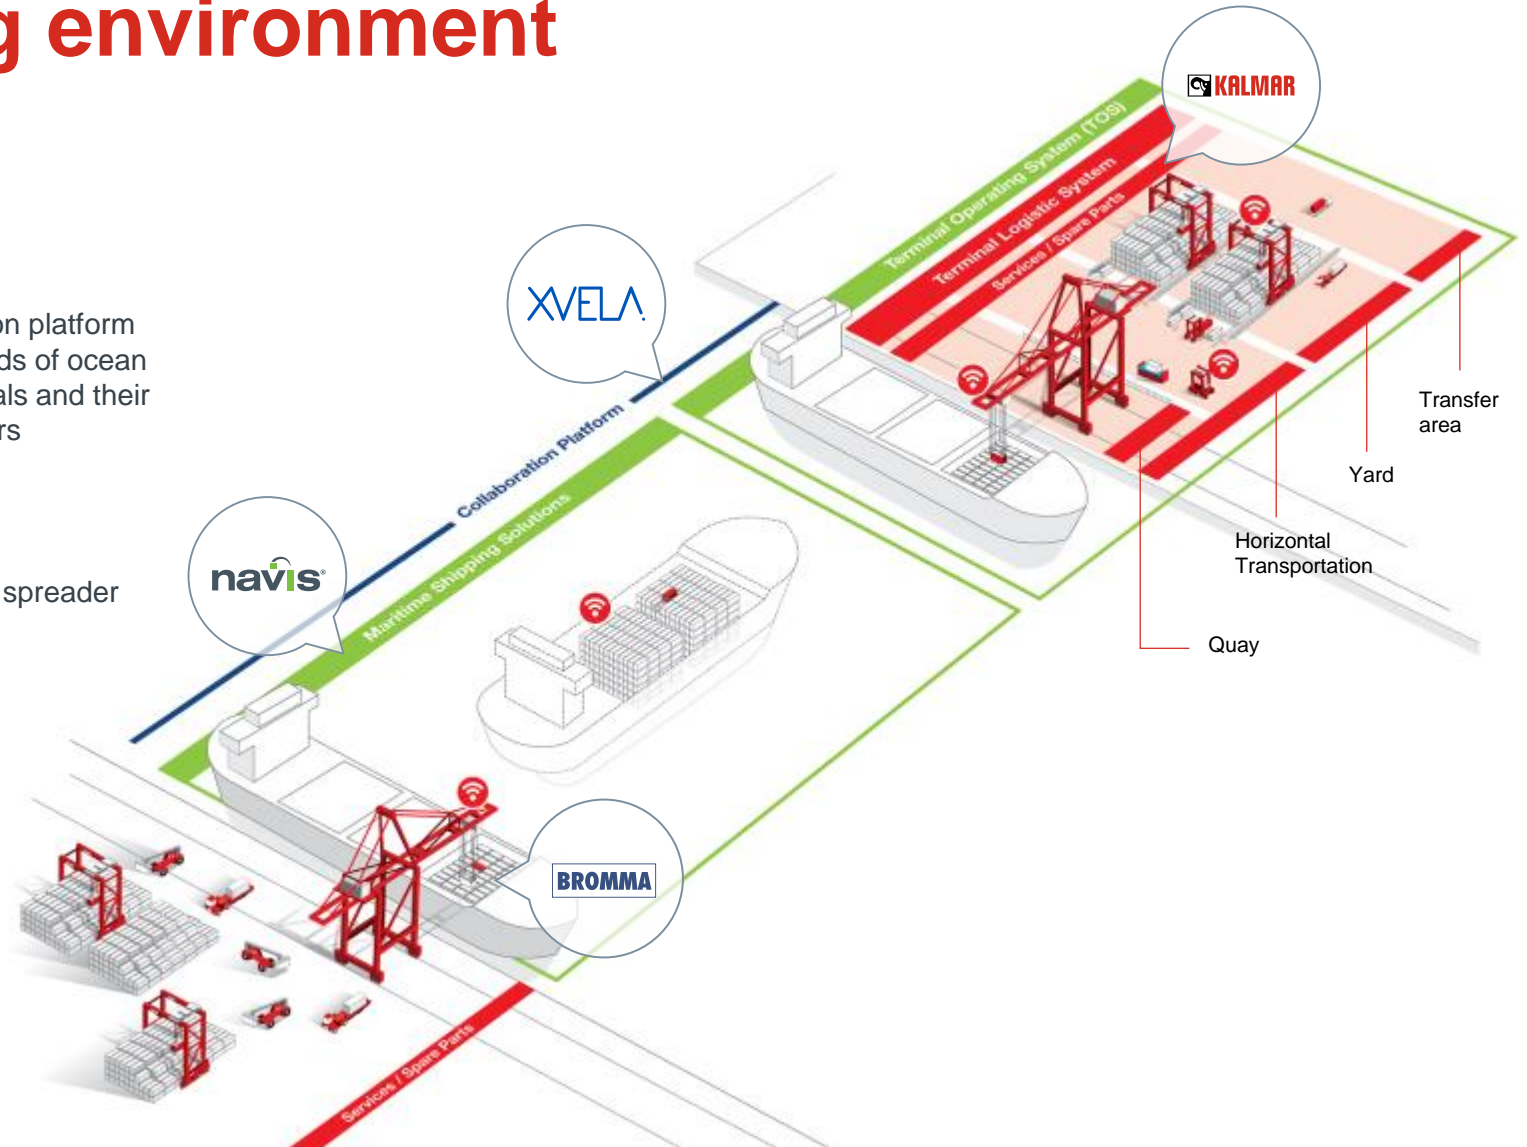 g environment
KALMAR
Terminal Operating System (TOS)
Terminal Logistic System
Services / Spare Parts
XVELA
on platform
ds of ocean
als and their
rs
Collaboration Platform
Transfer
area
Yard
Maritime Shipping Solutions
Horizontal
Transportation
navis
spreader
Quay
BROMMA
Services / Spare Parts